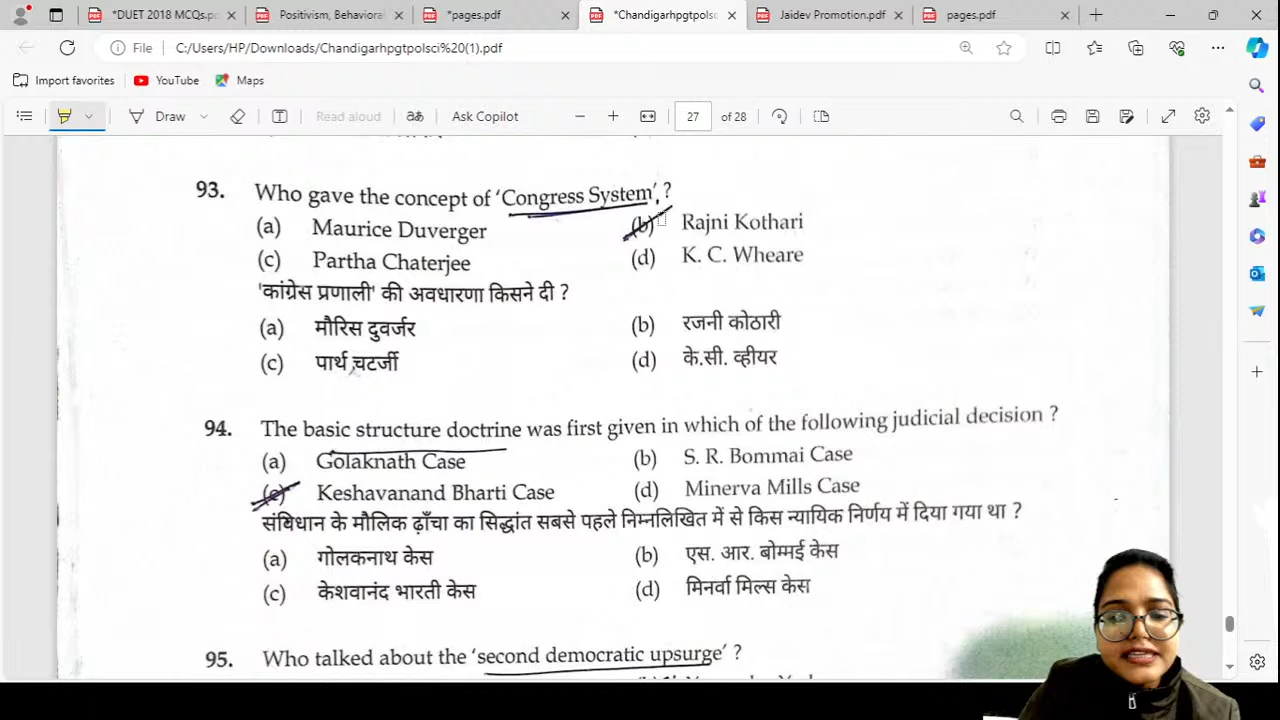 *DUET 2018 MCQs.pd
Positivism, Behaviora
*pages.pdf
*Chandigarhpgtpolsc
Jaidev Promotion.pdf
pages.pdf
File
C:/Users/HP/Downloads/Chandigarhpgtpolsci%20(1).pdf
Import favorites
YouTube
Maps
Draw
Read aloud
aあ
Ask Copilot
27
of 28
93. Who gave the concept of 'Congress System', ?
(a) Maurice Duverger (b) Rajni Kothari
(c) Partha Chaterjee (d) K. C. Wheare
'कांग्रेस प्रणाली' की अवधारणा किसने दी ?
(a) मौरिस दुवर्जर (b) रजनी कोठारी
(c) पार्थ चटर्जी (d) के.सी. व्हीयर
94. The basic structure doctrine was first given in which of the following judicial decision ?
(a) Golaknath Case (b) S. R. Bommai Case
(c) Keshavanand Bharti Case (d) Minerva Mills Case
संविधान के मौलिक ढ़ाँचा का सिद्धांत सबसे पहले निम्नलिखित में से किस न्यायिक निर्णय में दिया गया था ?
(a) गोलकनाथ केस (b) एस. आर. बोम्मई केस
(c) केशवानंद भारती केस (d) मिनर्वा मिल्स केस
95. Who talked about the 'second democratic upsurge' ?